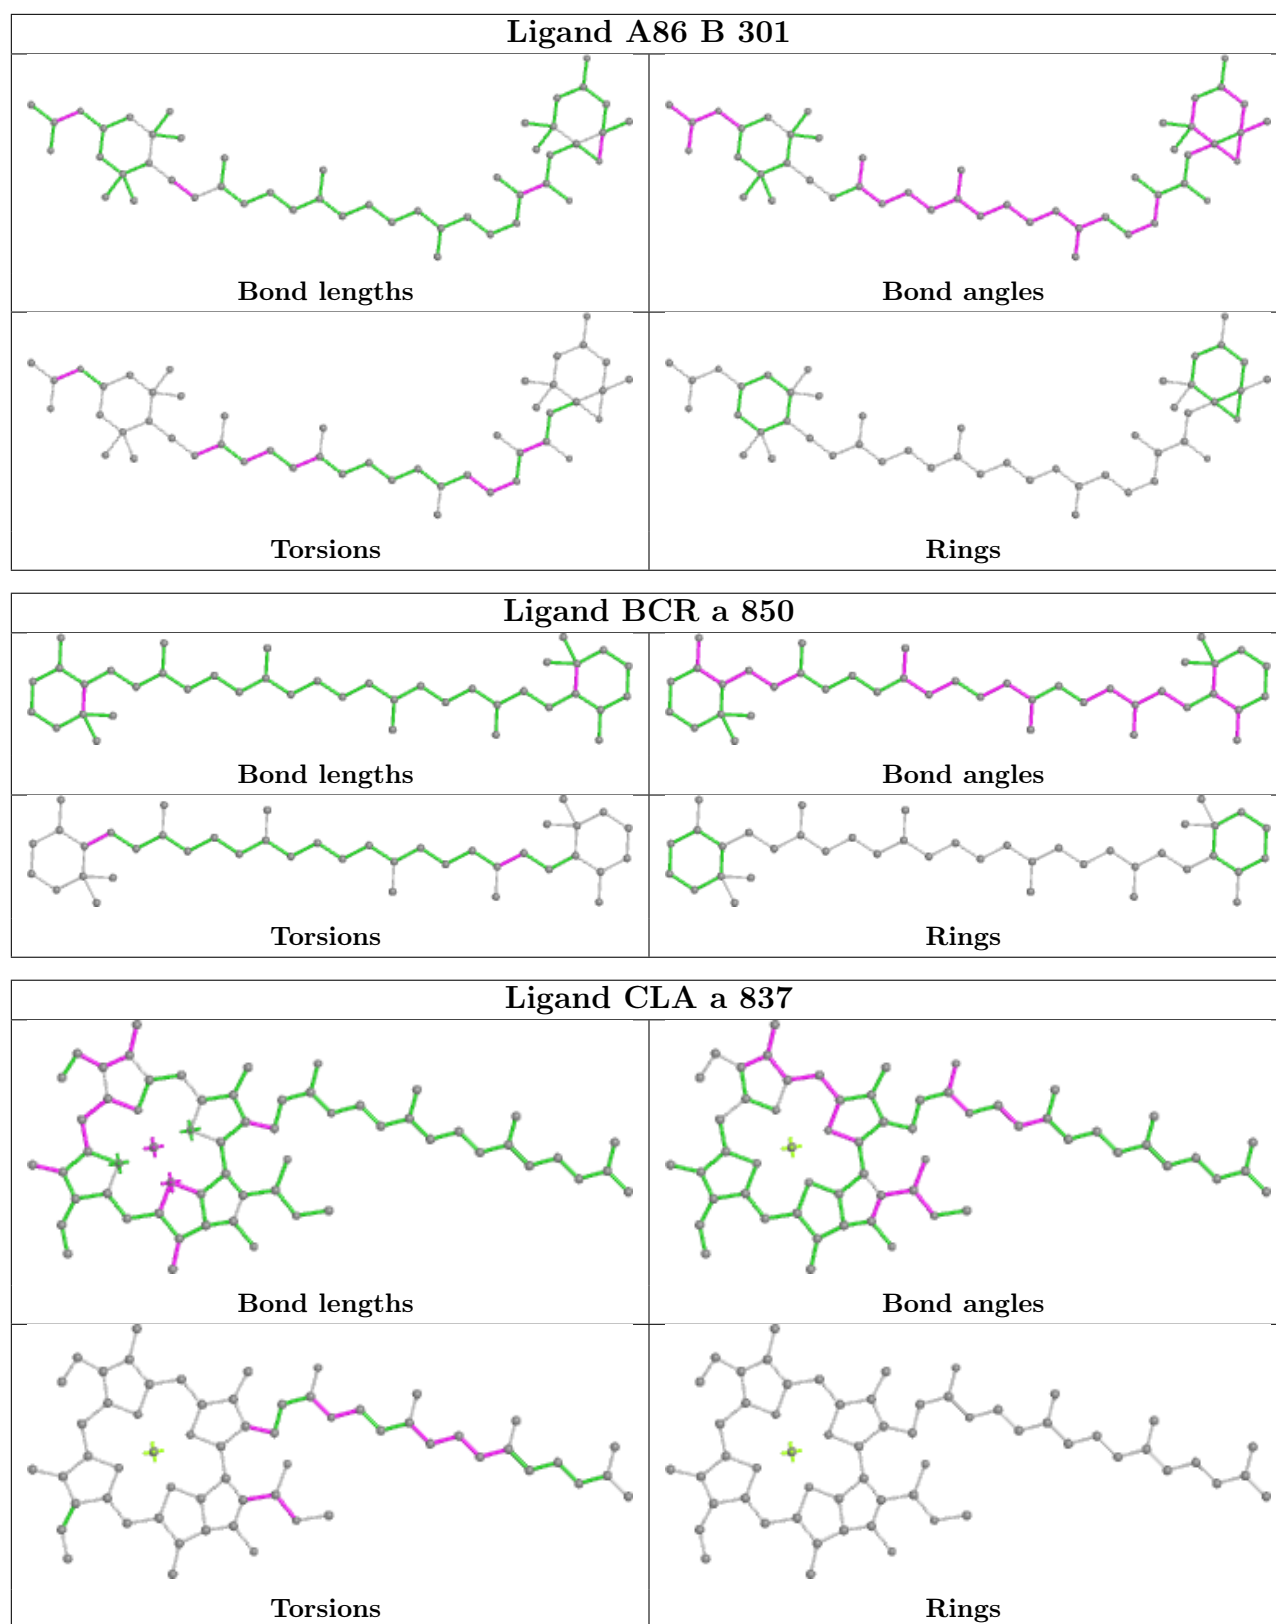 Ligand A86 B 301
Bond lengths
Bond angles
Torsions
Rings
Ligand BCR a 850
Bond lengths
Bond angles
Torsions
Rings
Ligand CLA a 837
Bond lengths
Bond angles
Torsions
Rings